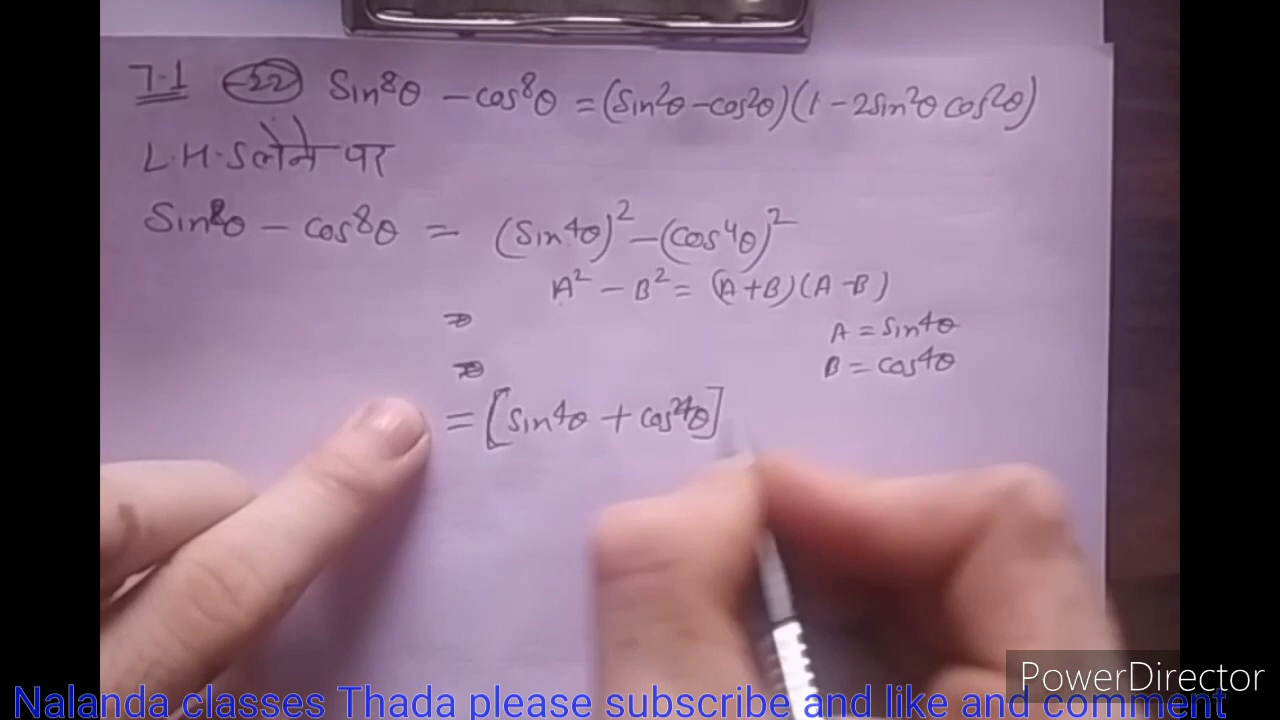 7.1 22 Sin⁸θ - cos⁸θ = (Sin²θ - cos²θ)(1 - 2sin²θ cos²θ)
L.H.S लेने पर
Sin⁸θ - cos⁸θ = (Sin⁴θ)² - (cos⁴θ)²
A² - B² = (A+B)(A-B)
A = Sin⁴θ
B = cos⁴θ
= [Sin⁴θ + cos⁴θ]
PowerDirector
Nalanda classes Thada please subscribe and like and comment